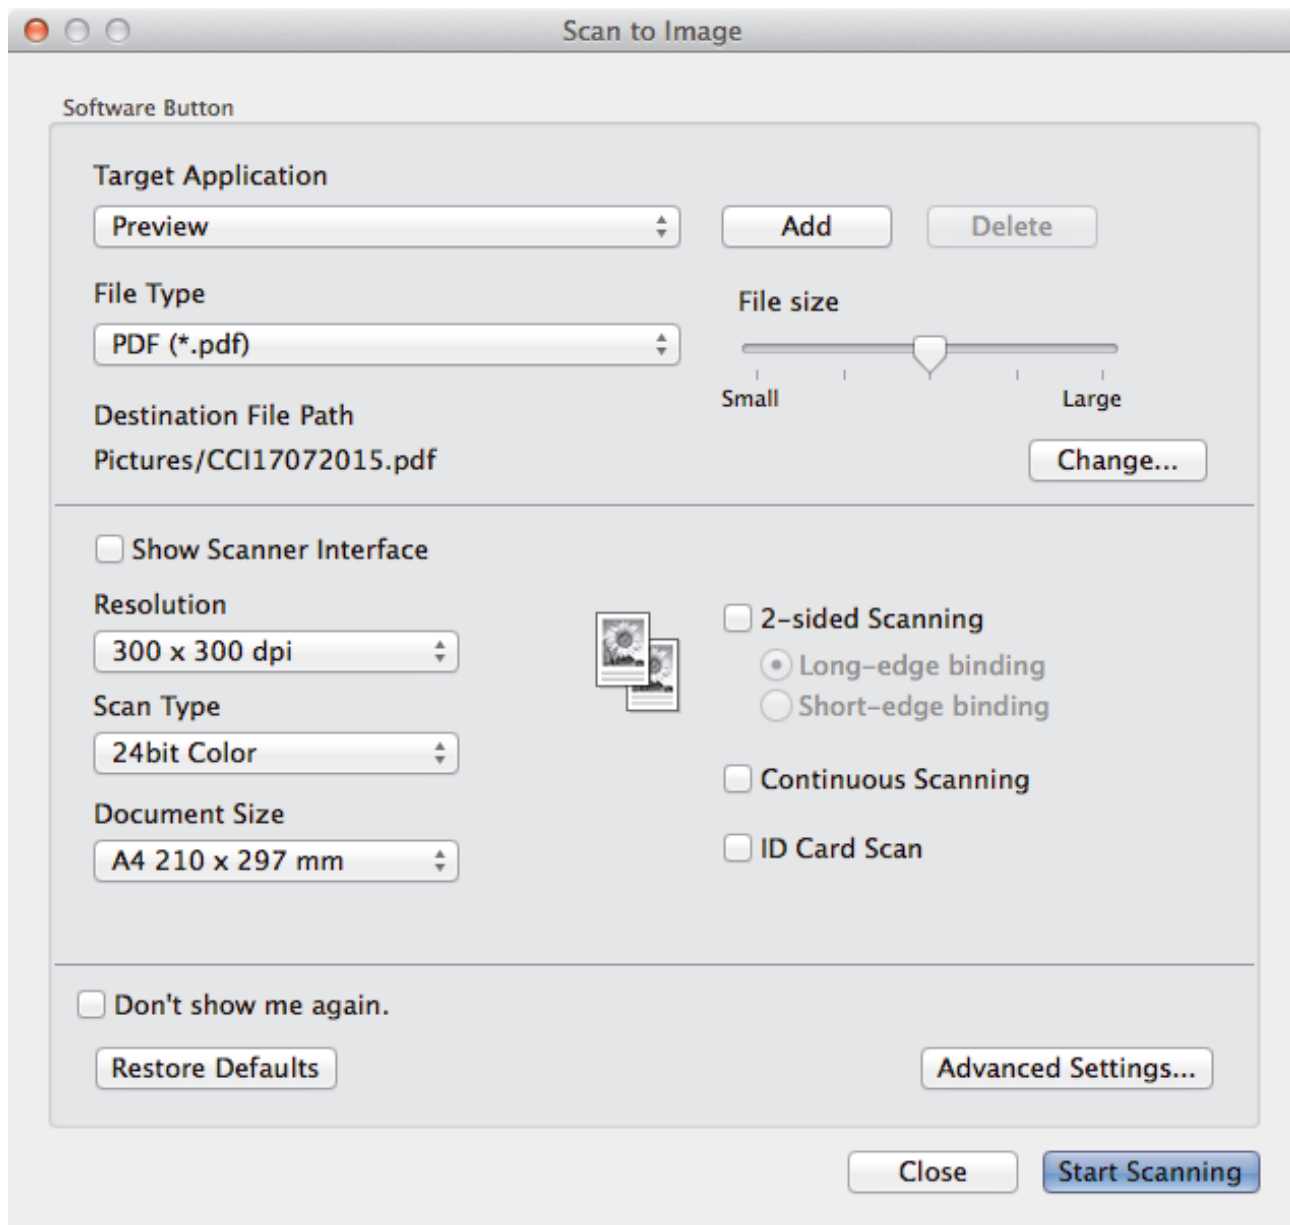 Scan to Image
Software Button
Target Application
Preview
Add
Delete
File Type
File size
PDF (*.pdf)
Small
Large
Destination File Path
Pictures/CCI17072015.pdf
Change...
Show Scanner Interface
Resolution
300 x 300 dpi
Scan Type
24bit Color
Document Size
A4 210 x 297 mm
2-sided Scanning
Long-edge binding
Short-edge binding
Continuous Scanning
ID Card Scan
Don't show me again.
Restore Defaults
Advanced Settings...
Close
Start Scanning